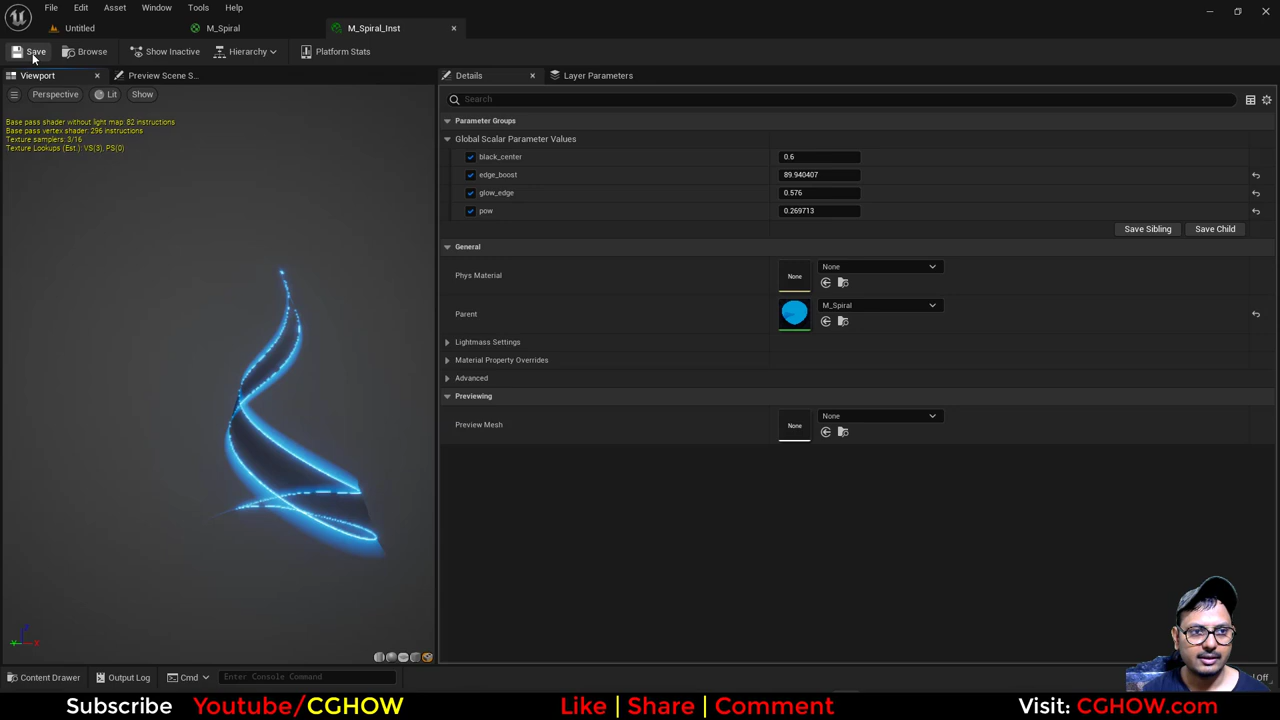 File Edit Asset Window Tools Help
Untitled M_Spiral M_Spiral_Inst
Save Browse Show Inactive Hierarchy Platform Stats
Viewport Preview Scene S... Details Layer Parameters
Perspective Lit Show
Search
Base pass shader without light map: 82 instructions
Base pass vertex shader: 296 instructions
Texture samplers: 3/16
Texture Lookups (Est.): VS(3), PS(0)
Parameter Groups
Global Scalar Parameter Values
black_center 0.6
edge_boost 89.940407
glow_edge 0.576
pow 0.269713
Save Sibling Save Child
General
Phys Material None None
Parent M_Spiral
Lightmass Settings
Material Property Overrides
Advanced
Previewing
Preview Mesh None None
Content Drawer Output Log Cmd Enter Console Command Off
Subscribe Youtube/CGHOW Like | Share | Comment Visit: CGHOW.com